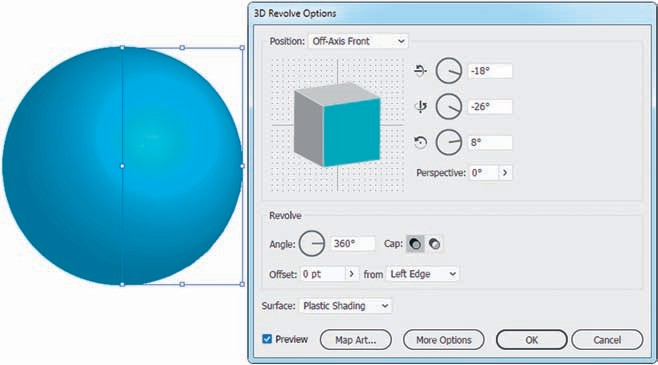 3D Revolve Options
Position: Off-Axis Front
-18°
-26°
8°
Perspective: 0°
Revolve
Angle: 360° Cap:
Offset: 0 pt from Left Edge
Surface: Plastic Shading
Preview Map Art... More Options OK Cancel